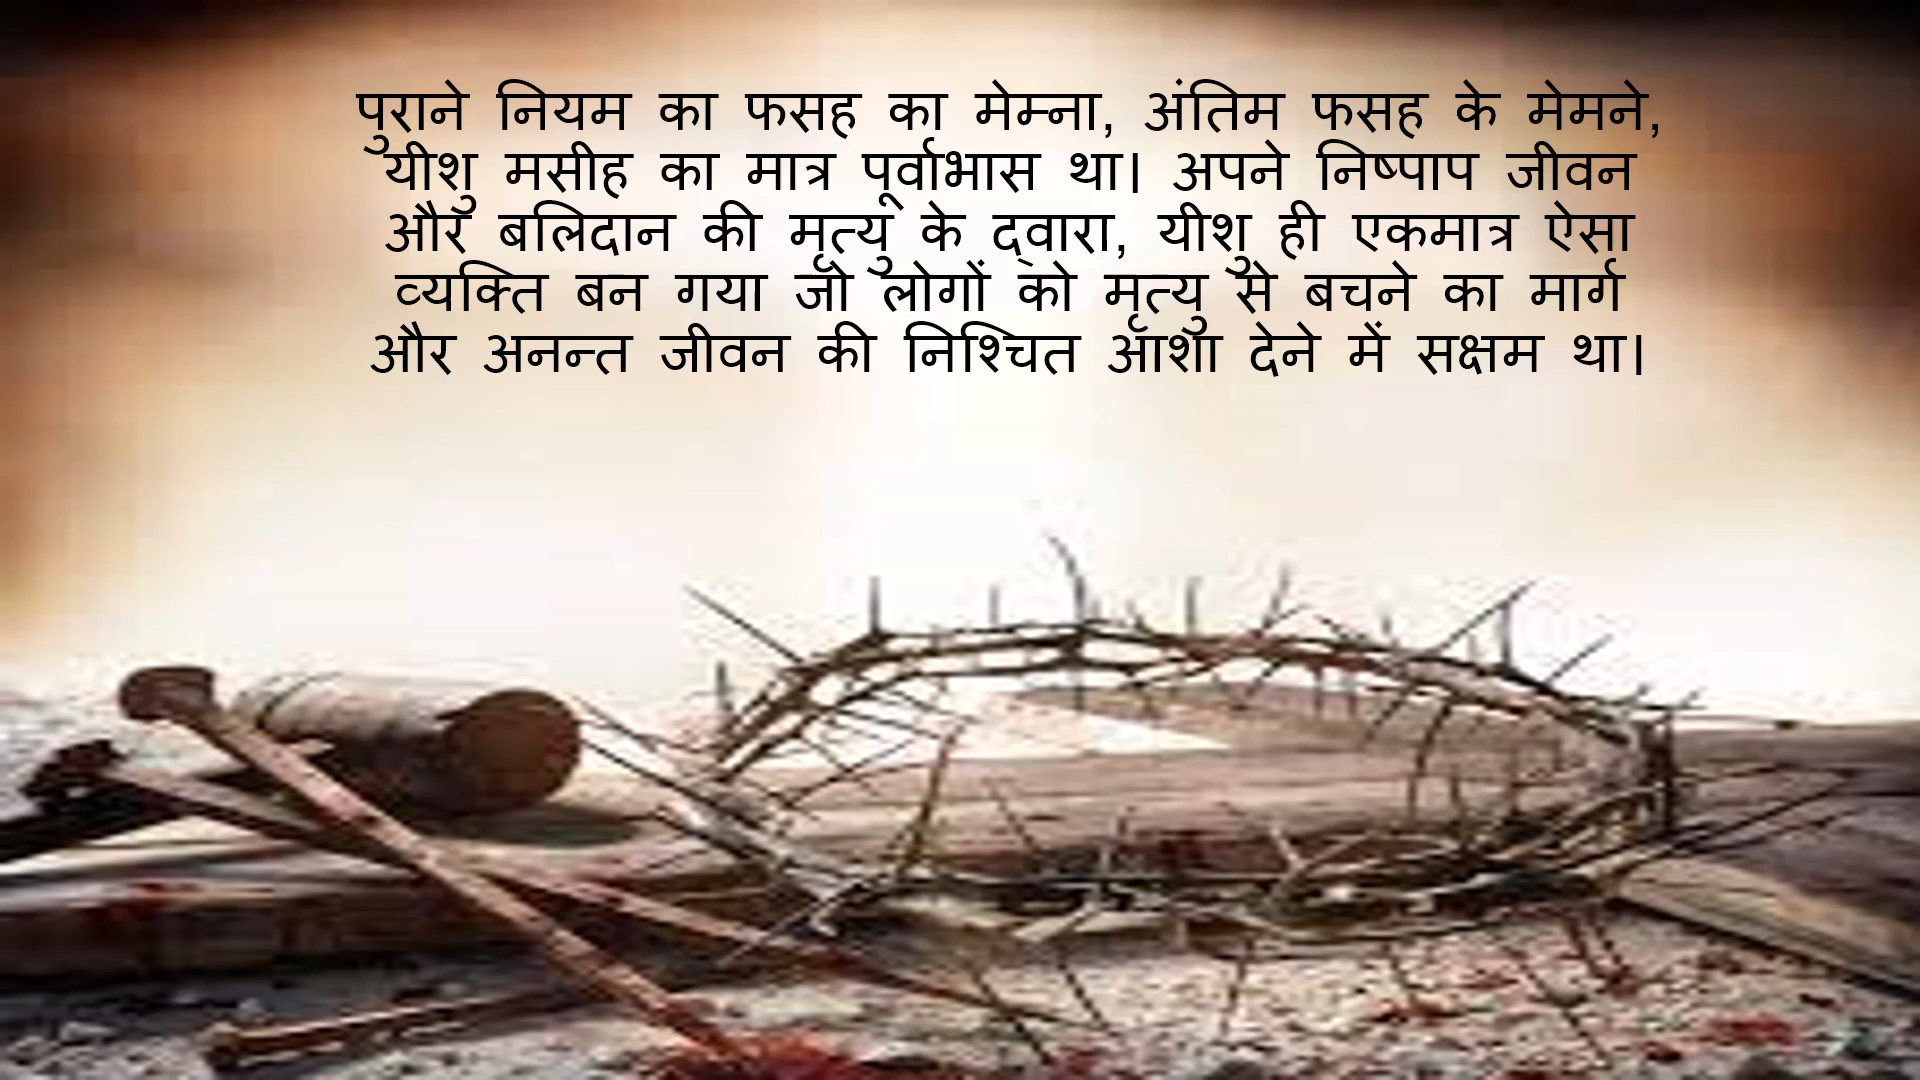 पुराने नियम का फसह का मेम्ना, अंतिम फसह के मेमने,
यीशु मसीह का मात्र पूर्वाभास था। अपने निष्पाप जीवन
और बलिदान की मृत्यु के द्वारा, यीशु ही एकमात्र ऐसा
व्यक्ति बन गया जो लोगों को मृत्यु से बचने का मार्ग
और अनन्त जीवन की निश्चित आशा देने में सक्षम था।